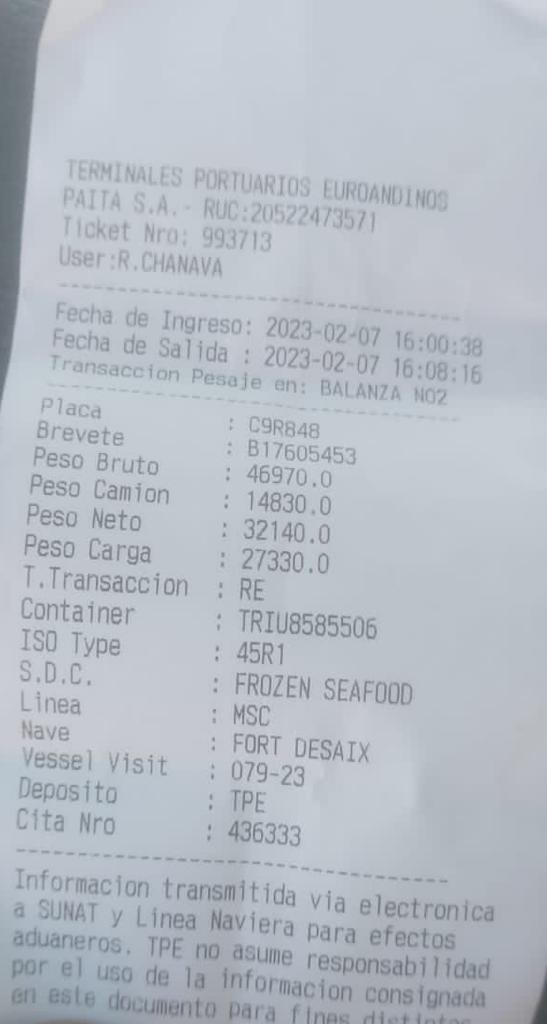 TERMINALES PORTUARIOS EUROANDINOS
PAITA S.A.- RUC:20522473571
Ticket Nro: 993713
User:R.CHANAVA
Fecha de Ingreso: 2023-02-07 16:00:38
Fecha de Salida : 2023-02-07 16:08:16
Transaccion Pesaje en: BALANZA NO2
Placa : C9R848
Brevete : B17605453
Peso Bruto : 46970.0
Peso Camion : 14830.0
Peso Neto : 32140.0
Peso Carga : 27330.0
T.Transaccion : RE
Container : TRIU8585506
ISO Type : 45R1
S.D.C. : FROZEN SEAFOOD
Linea : MSC
Nave : FORT DESAIX
Vessel Visit : 079-23
Deposito : TPE
Cita Nro : 436333
Informacion transmitida via electronica
a SUNAT y Linea Naviera para efectos
aduaneros. TPE no asume responsabilidad
por el uso de la informacion consignada
en este documento para fines distintos